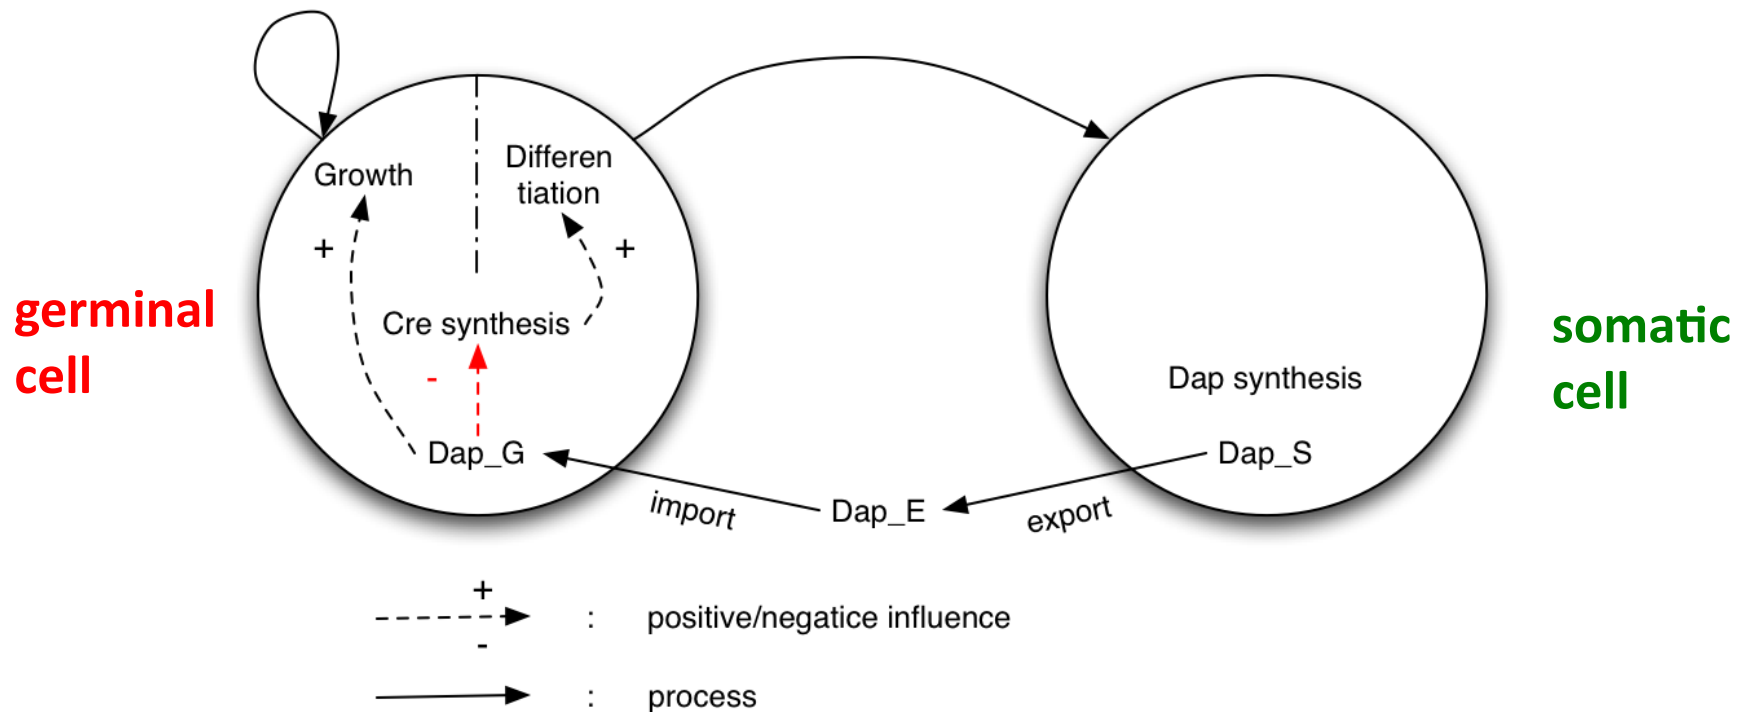 Growth
Differen
tiation
+
+
germinal
cell
Cre synthesis
-
Dap_G
somatic
cell
Dap synthesis
Dap_S
import
Dap_E
export
+
-
: positive/negatice influence
: process